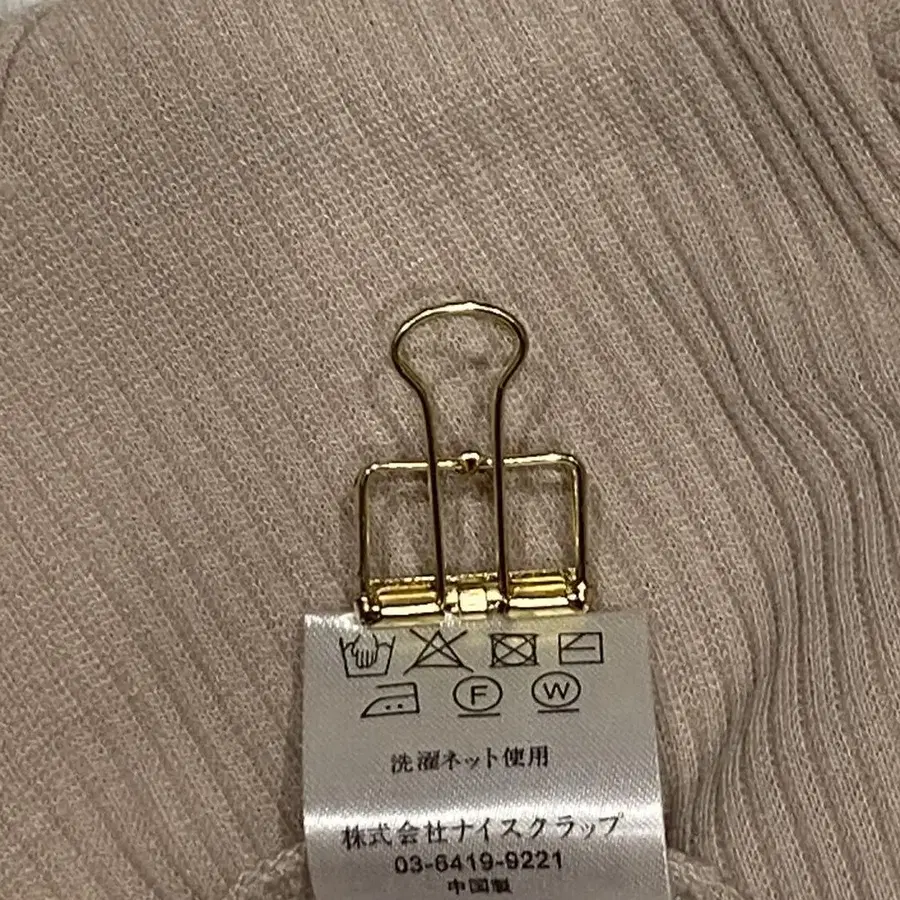 F W
洗濯ネット使用
株式会社ナイスクラップ
03-6419-9221
中国製